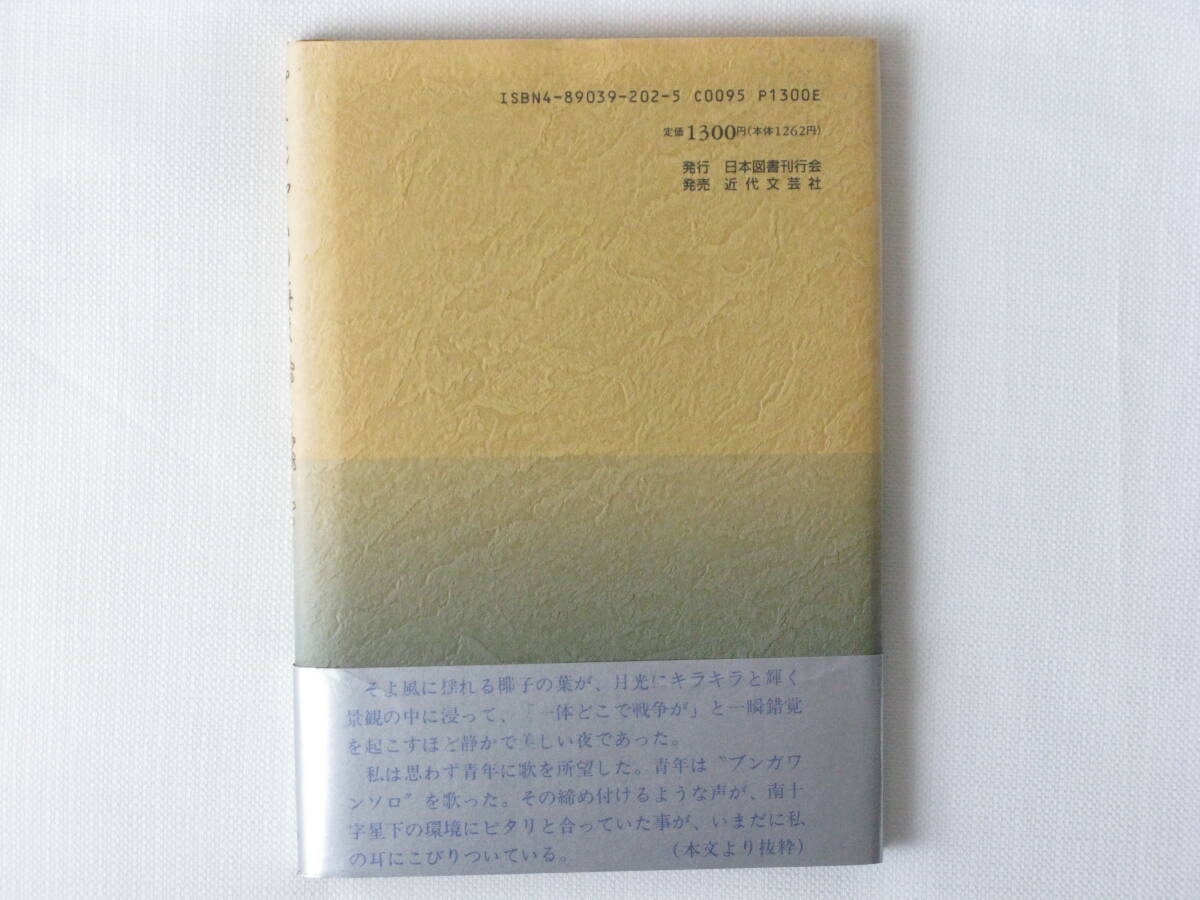 ISBN4-89039-202-5 C0095 P1300E
定価1300円(本体1262円)
発行 日本図書刊行会
発売 近代文芸社
そよ風に揺れる椰子の葉が、月光にキラキラと輝く
景観の中に浸って、「一体どこで戦争が」と一瞬錯覚
を起こすほど静かで美しい夜であった。
私は思わず青年に歌を所望した。青年は〝ブンガワ
ンソロ〟を歌った。その締め付けるような声が、南十
字星下の環境にピタリと合っていた事が、いまだに私
の耳にこびりついている。 (本文より抜粋)